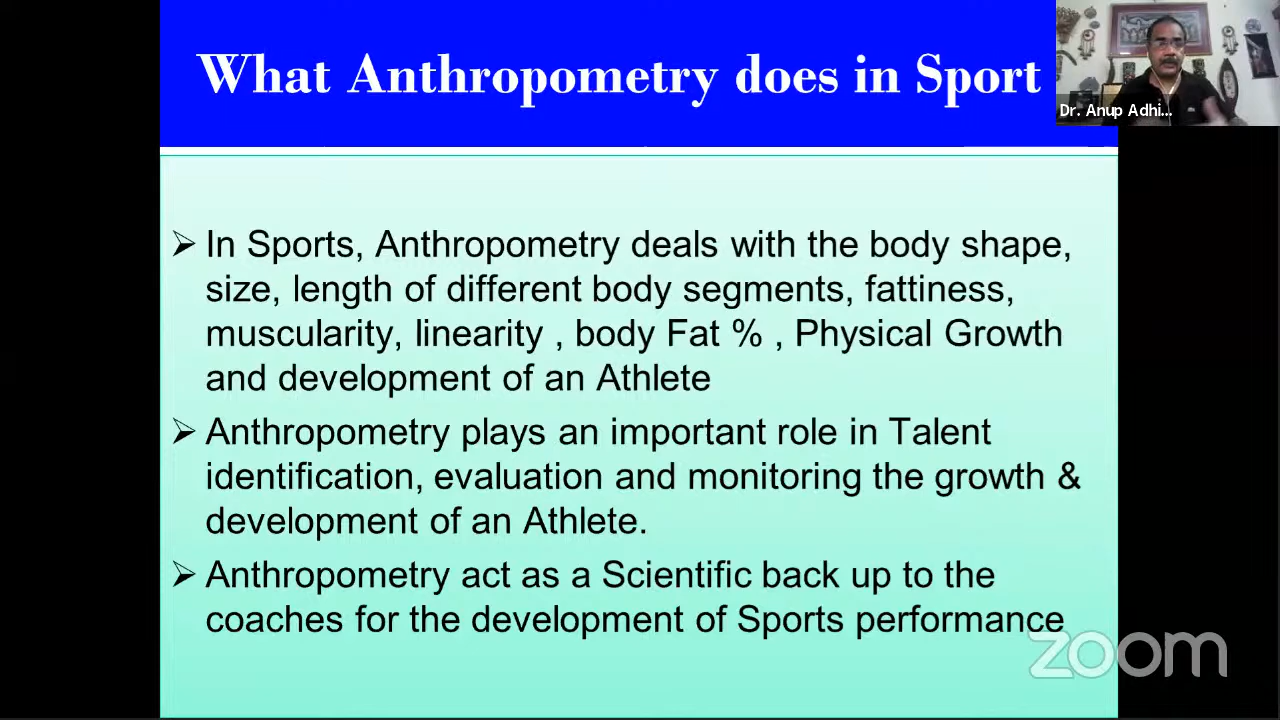 What Anthropometry does in Sport
Dr. Anup Adhi...
➢ In Sports, Anthropometry deals with the body shape,
size, length of different body segments, fattiness,
muscularity, linearity , body Fat % , Physical Growth
and development of an Athlete
➢ Anthropometry plays an important role in Talent
identification, evaluation and monitoring the growth &
development of an Athlete.
➢ Anthropometry act as a Scientific back up to the
coaches for the development of Sports performance
zoom